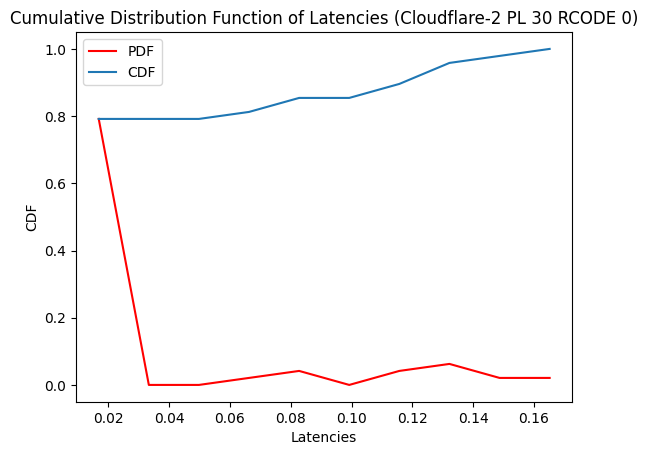 Cumulative Distribution Function of Latencies (Cloudflare-2 PL 30 RCODE 0)
PDF
CDF
1.0
0.8
0.6
0.4
0.2
0.0
CDF
0.02
0.04
0.06
0.08
0.10
0.12
0.14
0.16
Latencies